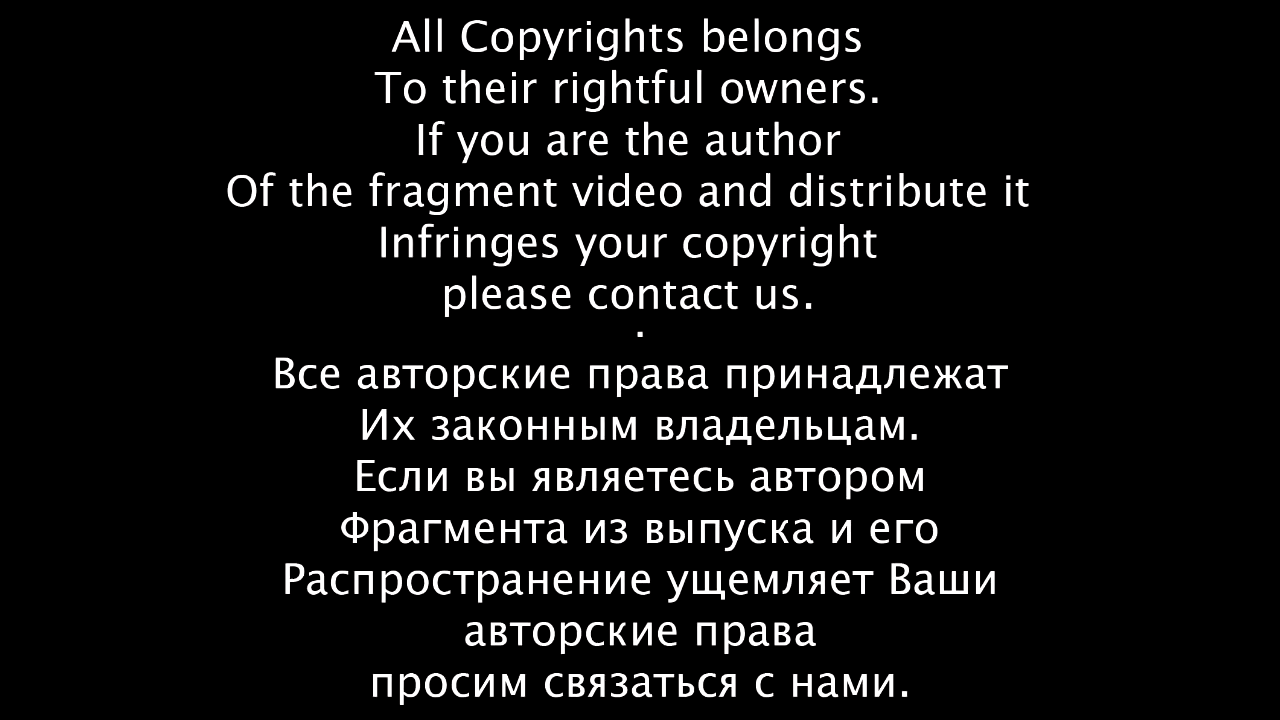 All Copyrights belongs
To their rightful owners.
If you are the author
Of the fragment video and distribute it
Infringes your copyright
please contact us.
.
Все авторские права принадлежат
Их законным владельцам.
Если вы являетесь автором
Фрагмента из выпуска и его
Распространение ущемляет Ваши
авторские права
просим связаться с нами.